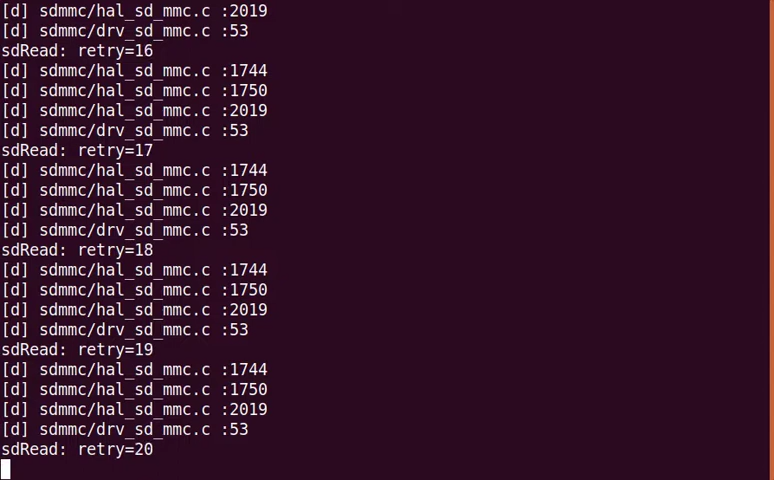 [d] sdmmc/hal_sd_mmc.c :2019
[d] sdmmc/drv_sd_mmc.c :53
sdRead: retry=16
[d] sdmmc/hal_sd_mmc.c :1744
[d] sdmmc/hal_sd_mmc.c :1750
[d] sdmmc/hal_sd_mmc.c :2019
[d] sdmmc/drv_sd_mmc.c :53
sdRead: retry=17
[d] sdmmc/hal_sd_mmc.c :1744
[d] sdmmc/hal_sd_mmc.c :1750
[d] sdmmc/hal_sd_mmc.c :2019
[d] sdmmc/drv_sd_mmc.c :53
sdRead: retry=18
[d] sdmmc/hal_sd_mmc.c :1744
[d] sdmmc/hal_sd_mmc.c :1750
[d] sdmmc/hal_sd_mmc.c :2019
[d] sdmmc/drv_sd_mmc.c :53
sdRead: retry=19
[d] sdmmc/hal_sd_mmc.c :1744
[d] sdmmc/hal_sd_mmc.c :1750
[d] sdmmc/hal_sd_mmc.c :2019
[d] sdmmc/drv_sd_mmc.c :53
sdRead: retry=20